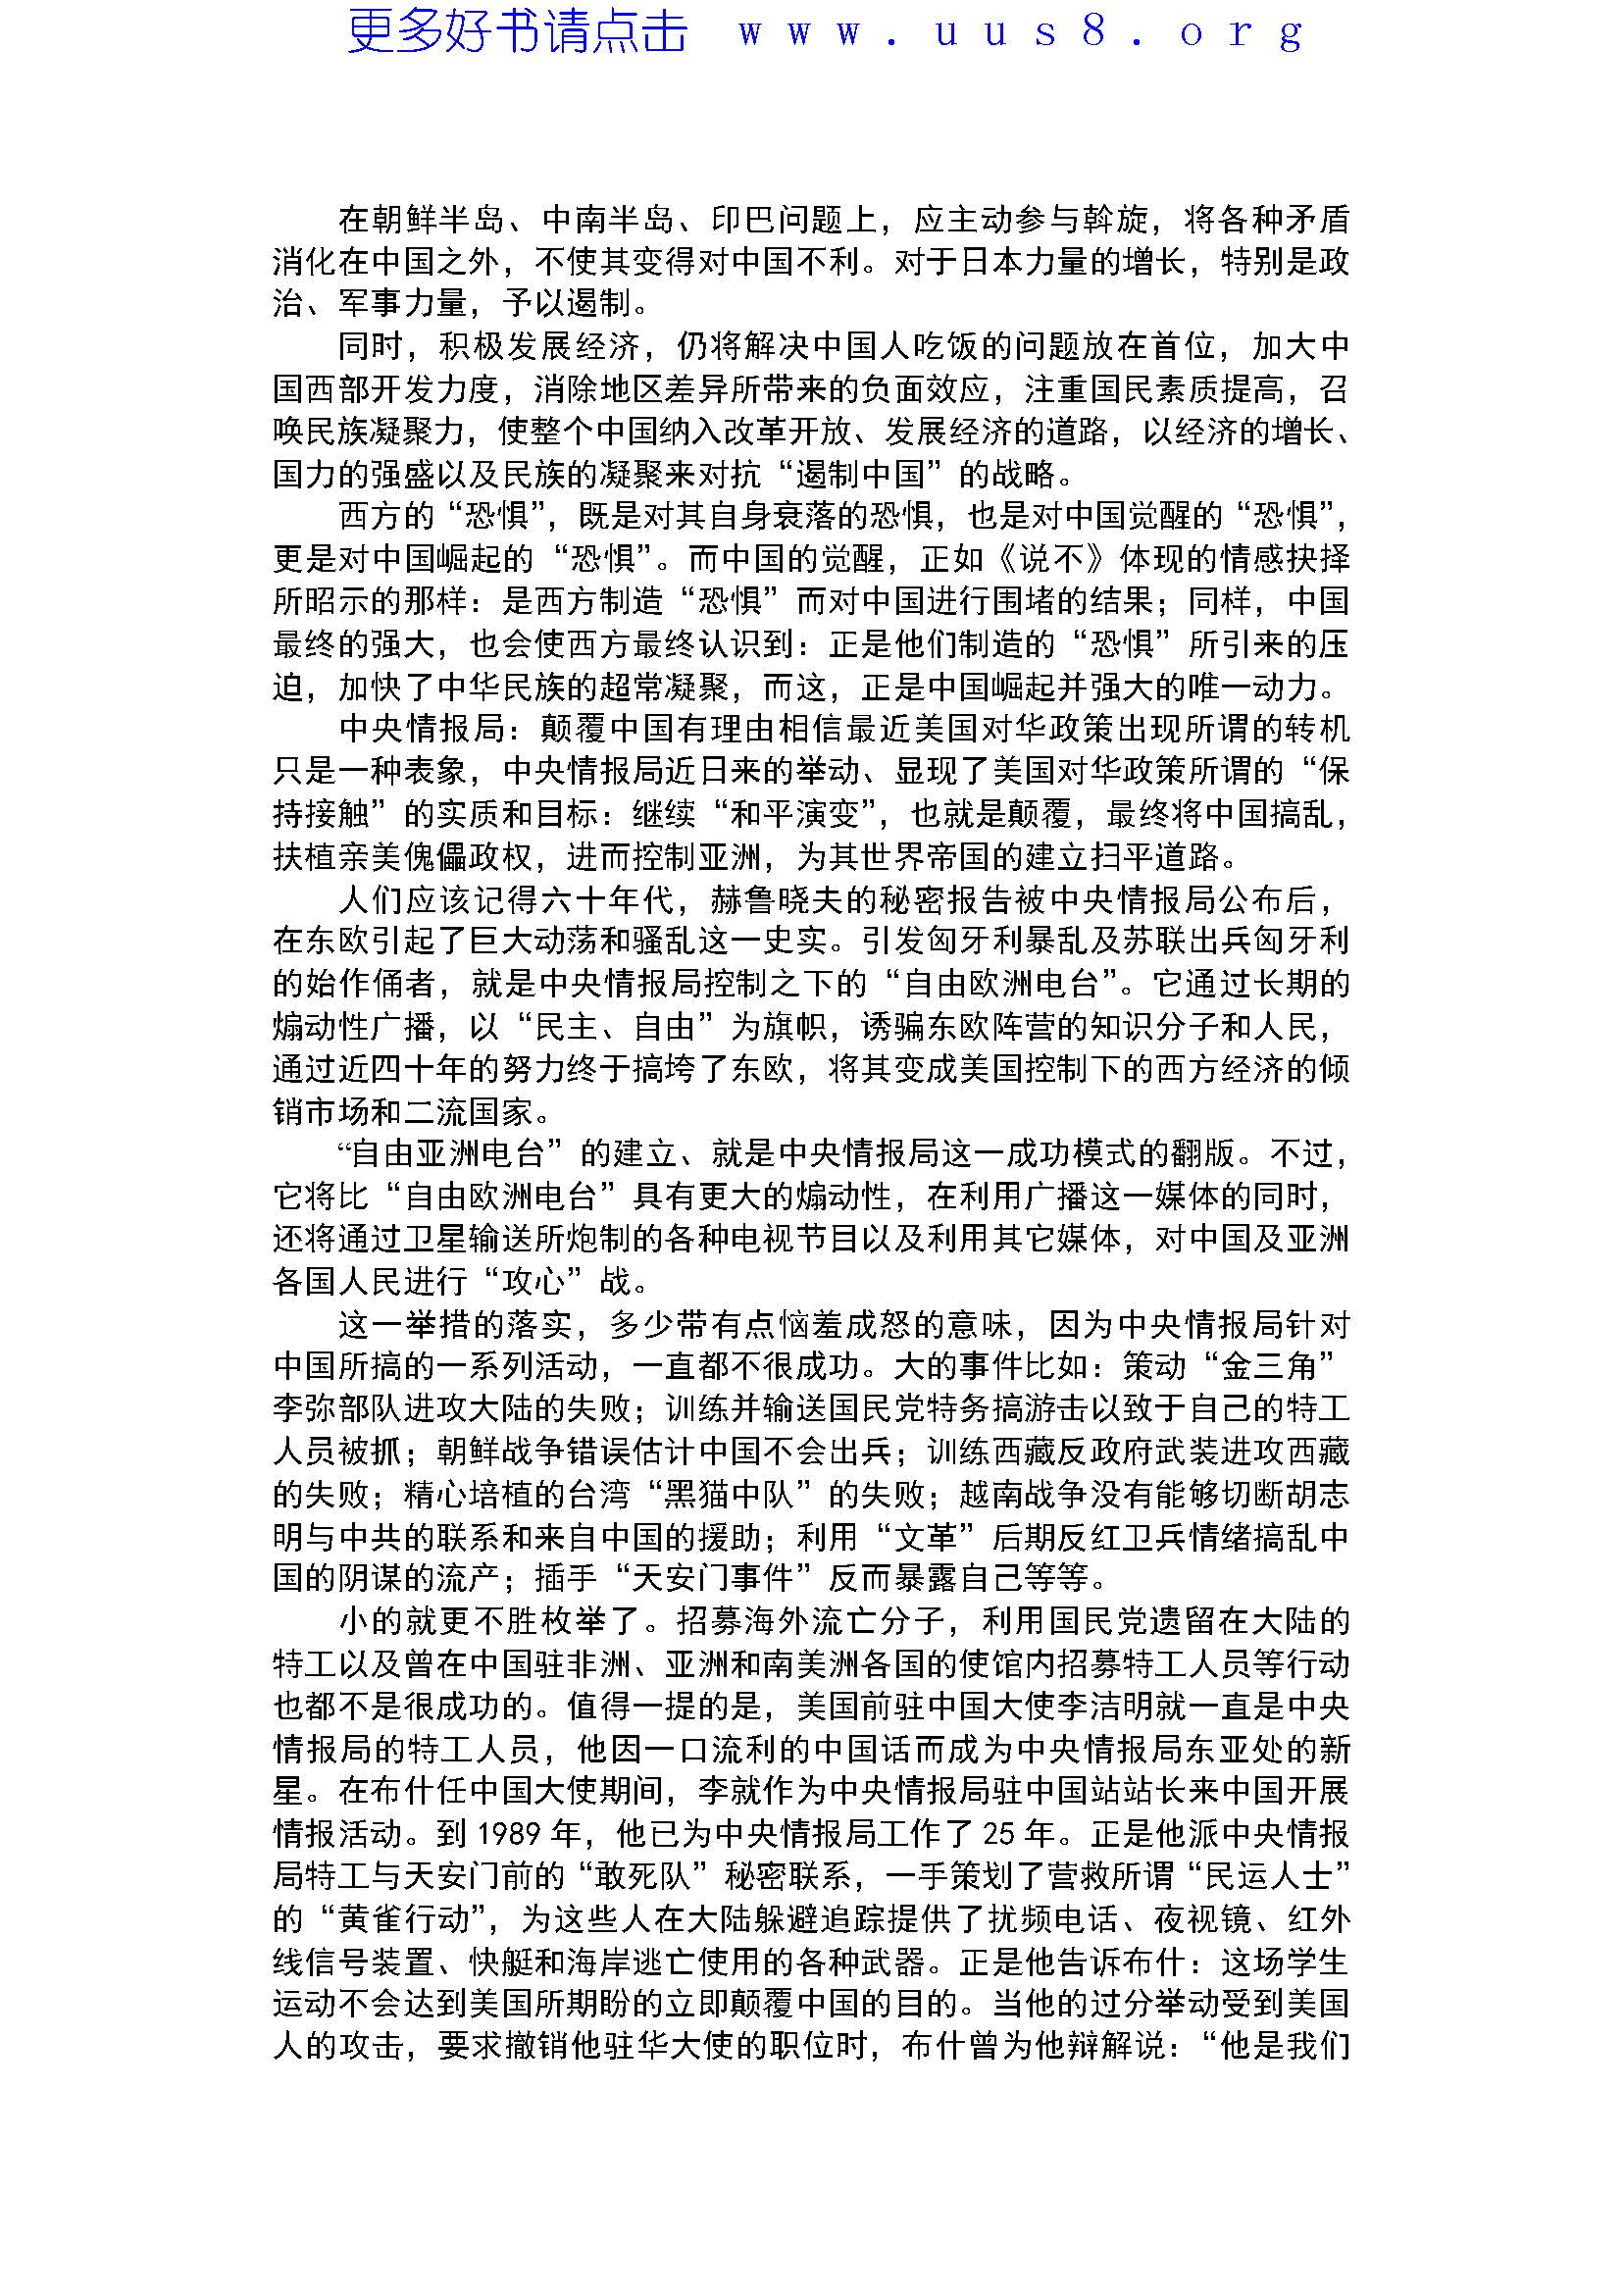 更多好书请点击 www.uus8.org
在朝鲜半岛、中南半岛、印巴问题上，应主动参与斡旋，将各种矛盾
消化在中国之外，不使其变得对中国不利。对于日本力量的增长，特别是政
治、军事力量，予以遏制。
同时，积极发展经济，仍将解决中国人吃饭的问题放在首位，加大中
国西部开发力度，消除地区差异所带来的负面效应，注重国民素质提高，召
唤民族凝聚力，使整个中国纳入改革开放、发展经济的道路，以经济的增长、
国力的强盛以及民族的凝聚来对抗“遏制中国”的战略。
西方的“恐惧”，既是对其自身衰落的恐惧，也是对中国觉醒的“恐惧”，
更是对中国崛起的“恐惧”。而中国的觉醒，正如《说不》体现的情感抉择
所昭示的那样：是西方制造“恐惧”而对中国进行围堵的结果；同样，中国
最终的强大，也会使西方最终认识到：正是他们制造的“恐惧”所引来的压
迫，加快了中华民族的超常凝聚，而这，正是中国崛起并强大的唯一动力。
中央情报局：颠覆中国有理由相信最近美国对华政策出现所谓的转机
只是一种表象，中央情报局近日来的举动、显现了美国对华政策所谓的“保
持接触”的实质和目标：继续“和平演变”，也就是颠覆，最终将中国搞乱，
扶植亲美傀儡政权，进而控制亚洲，为其世界帝国的建立扫平道路。
人们应该记得六十年代，赫鲁晓夫的秘密报告被中央情报局公布后，
在东欧引起了巨大动荡和骚乱这一史实。引发匈牙利暴乱及苏联出兵匈牙利
的始作俑者，就是中央情报局控制之下的“自由欧洲电台”。它通过长期的
煽动性广播，以“民主、自由”为旗帜，诱骗东欧阵营的知识分子和人民，
通过近四十年的努力终于搞垮了东欧，将其变成美国控制下的西方经济的倾
销市场和二流国家。
“自由亚洲电台”的建立、就是中央情报局这一成功模式的翻版。不过，
它将比“自由欧洲电台”具有更大的煽动性，在利用广播这一媒体的同时，
还将通过卫星输送所炮制的各种电视节目以及利用其它媒体，对中国及亚洲
各国人民进行“攻心”战。
这一举措的落实，多少带有点恼羞成怒的意味，因为中央情报局针对
中国所搞的一系列活动，一直都不很成功。大的事件比如：策动“金三角”
李弥部队进攻大陆的失败；训练并输送国民党特务搞游击以致于自己的特工
人员被抓；朝鲜战争错误估计中国不会出兵；训练西藏反政府武装进攻西藏
的失败；精心培植的台湾“黑猫中队”的失败；越南战争没有能够切断胡志
明与中共的联系和来自中国的援助；利用“文革”后期反红卫兵情绪搞乱中
国的阴谋的流产；插手“天安门事件”反而暴露自己等等。
小的就更不胜枚举了。招募海外流亡分子，利用国民党遗留在大陆的
特工以及曾在中国驻非洲、亚洲和南美洲各国的使馆内招募特工人员等行动
也都不是很成功的。值得一提的是，美国前驻中国大使李洁明就一直是中央
情报局的特工人员，他因一口流利的中国话而成为中央情报局东亚处的新
星。在布什任中国大使期间，李就作为中央情报局驻中国站站长来中国开展
情报活动。到 1989 年，他已为中央情报局工作了 25 年。正是他派中央情报
局特工与天安门前的“敢死队”秘密联系，一手策划了营救所谓“民运人士”
的“黄雀行动”，为这些人在大陆躲避追踪提供了扰频电话、夜视镜、红外
线信号装置、快艇和海岸逃亡使用的各种武器。正是他告诉布什：这场学生
运动不会达到美国所期盼的立即颠覆中国的目的。当他的过分举动受到美国
人的攻击，要求撤销他驻华大使的职位时，布什曾为他辩解说：“他是我们